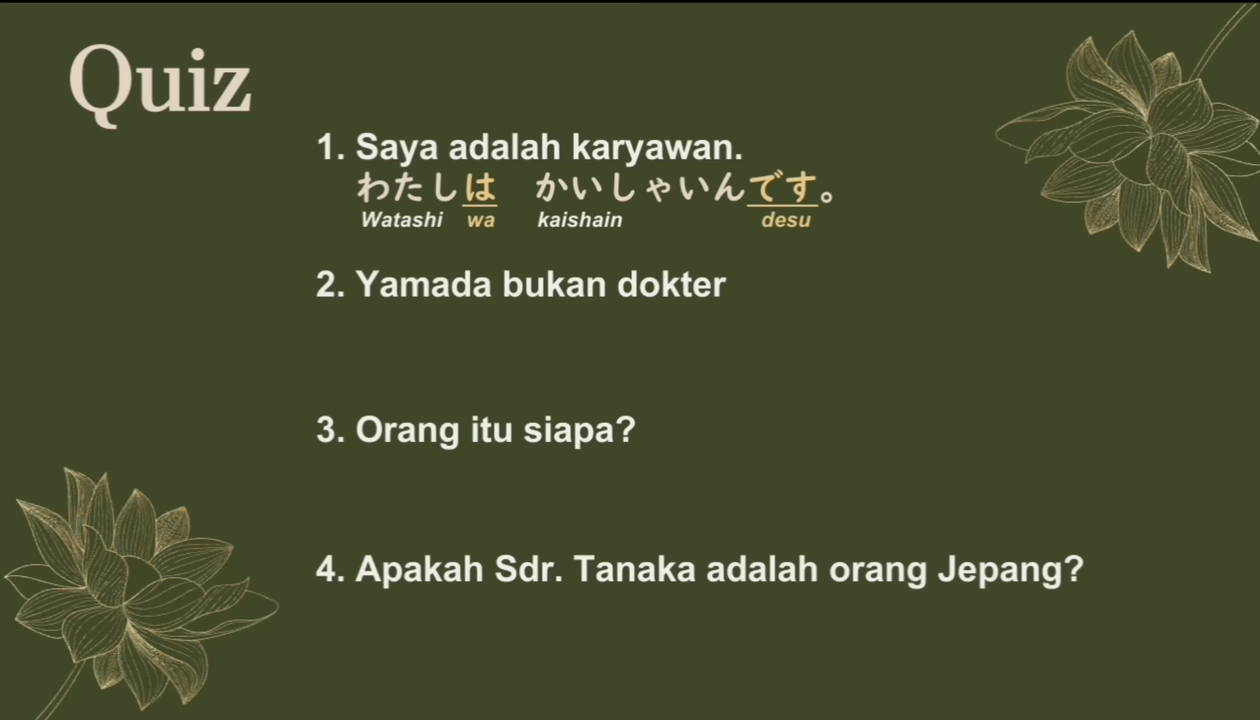 Quiz
1. Saya adalah karyawan.
わたしは　かいしゃいんです。
Watashi wa kaishain desu
2. Yamada bukan dokter
3. Orang itu siapa?
4. Apakah Sdr. Tanaka adalah orang Jepang?